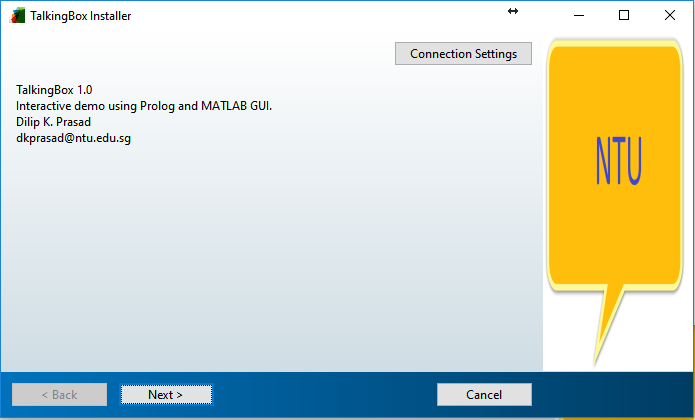 TalkingBox Installer
Connection Settings
TalkingBox 1.0
Interactive demo using Prolog and MATLAB GUI.
Dilip K. Prasad
dkprasad@ntu.edu.sg
NTU
< Back
Next >
Cancel